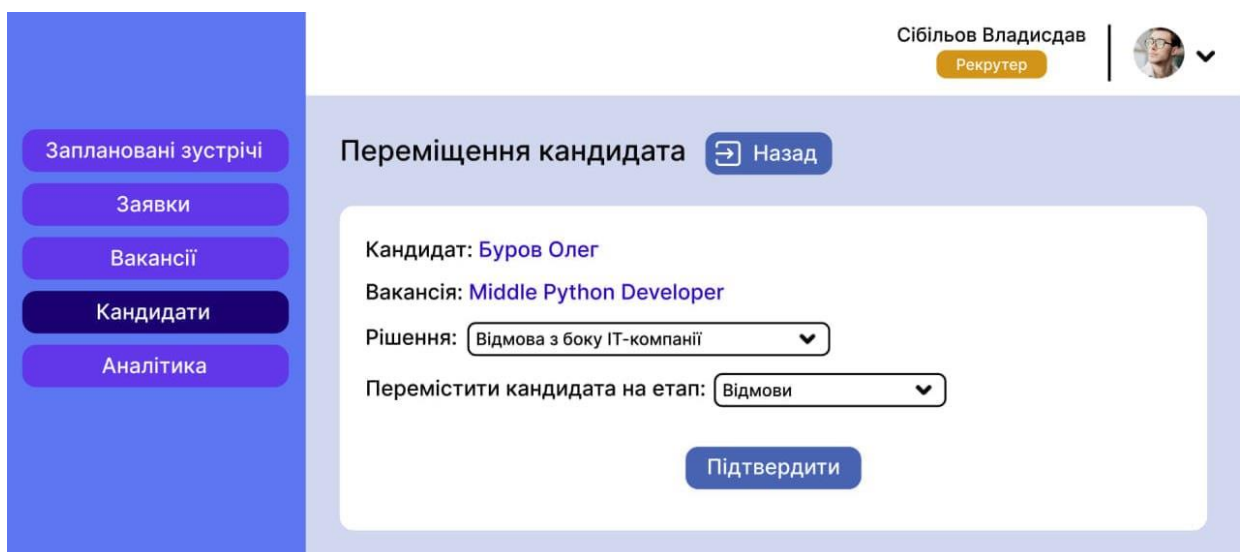 Сібільов Владисдав
Рекрутер
Заплановані зустрічі
Заявки
Вакансії
Кандидати
Аналітика
Переміщення кандидата
Назад
Кандидат: Буров Олег
Вакансія: Middle Python Developer
Рішення: Відмова з боку ІТ-компанії
Перемістити кандидата на етап: Відмови
Підтвердити